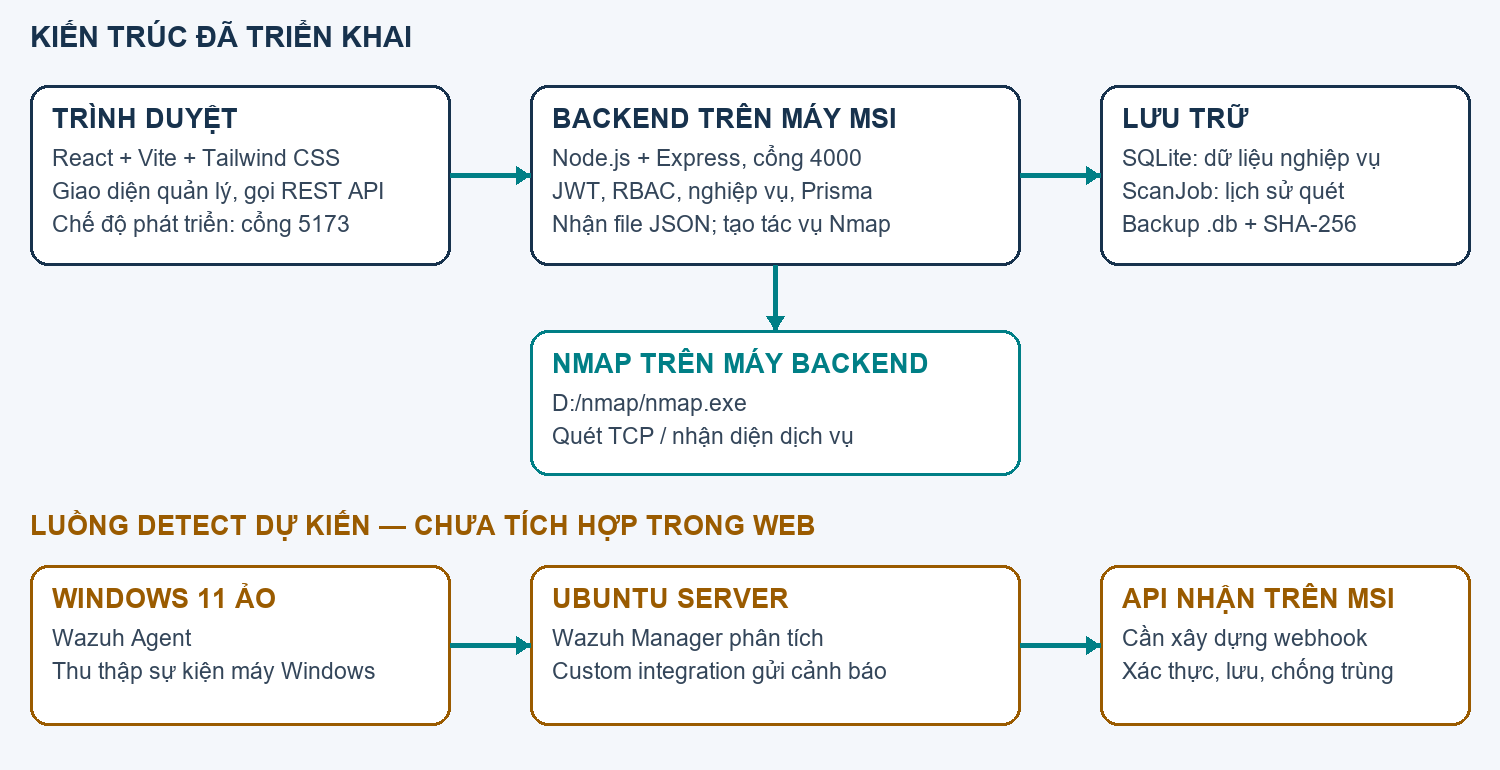 KIẾN TRÚC ĐÃ TRIỂN KHAI
TRÌNH DUYỆT
React + Vite + Tailwind CSS
Giao diện quản lý, gọi REST API
Chế độ phát triển: cổng 5173
BACKEND TRÊN MÁY MSI
Node.js + Express, cổng 4000
JWT, RBAC, nghiệp vụ, Prisma
Nhận file JSON; tạo tác vụ Nmap
LƯU TRỮ
SQLite: dữ liệu nghiệp vụ
ScanJob: lịch sử quét
Backup .db + SHA-256
NMAP TRÊN MÁY BACKEND
D:/nmap/nmap.exe
Quét TCP / nhận diện dịch vụ
LUỒNG DETECT DỰ KIẾN — CHƯA TÍCH HỢP TRONG WEB
WINDOWS 11 ẢO
Wazuh Agent
Thu thập sự kiện máy Windows
UBUNTU SERVER
Wazuh Manager phân tích
Custom integration gửi cảnh báo
API NHẬN TRÊN MSI
Cần xây dựng webhook
Xác thực, lưu, chống trùng